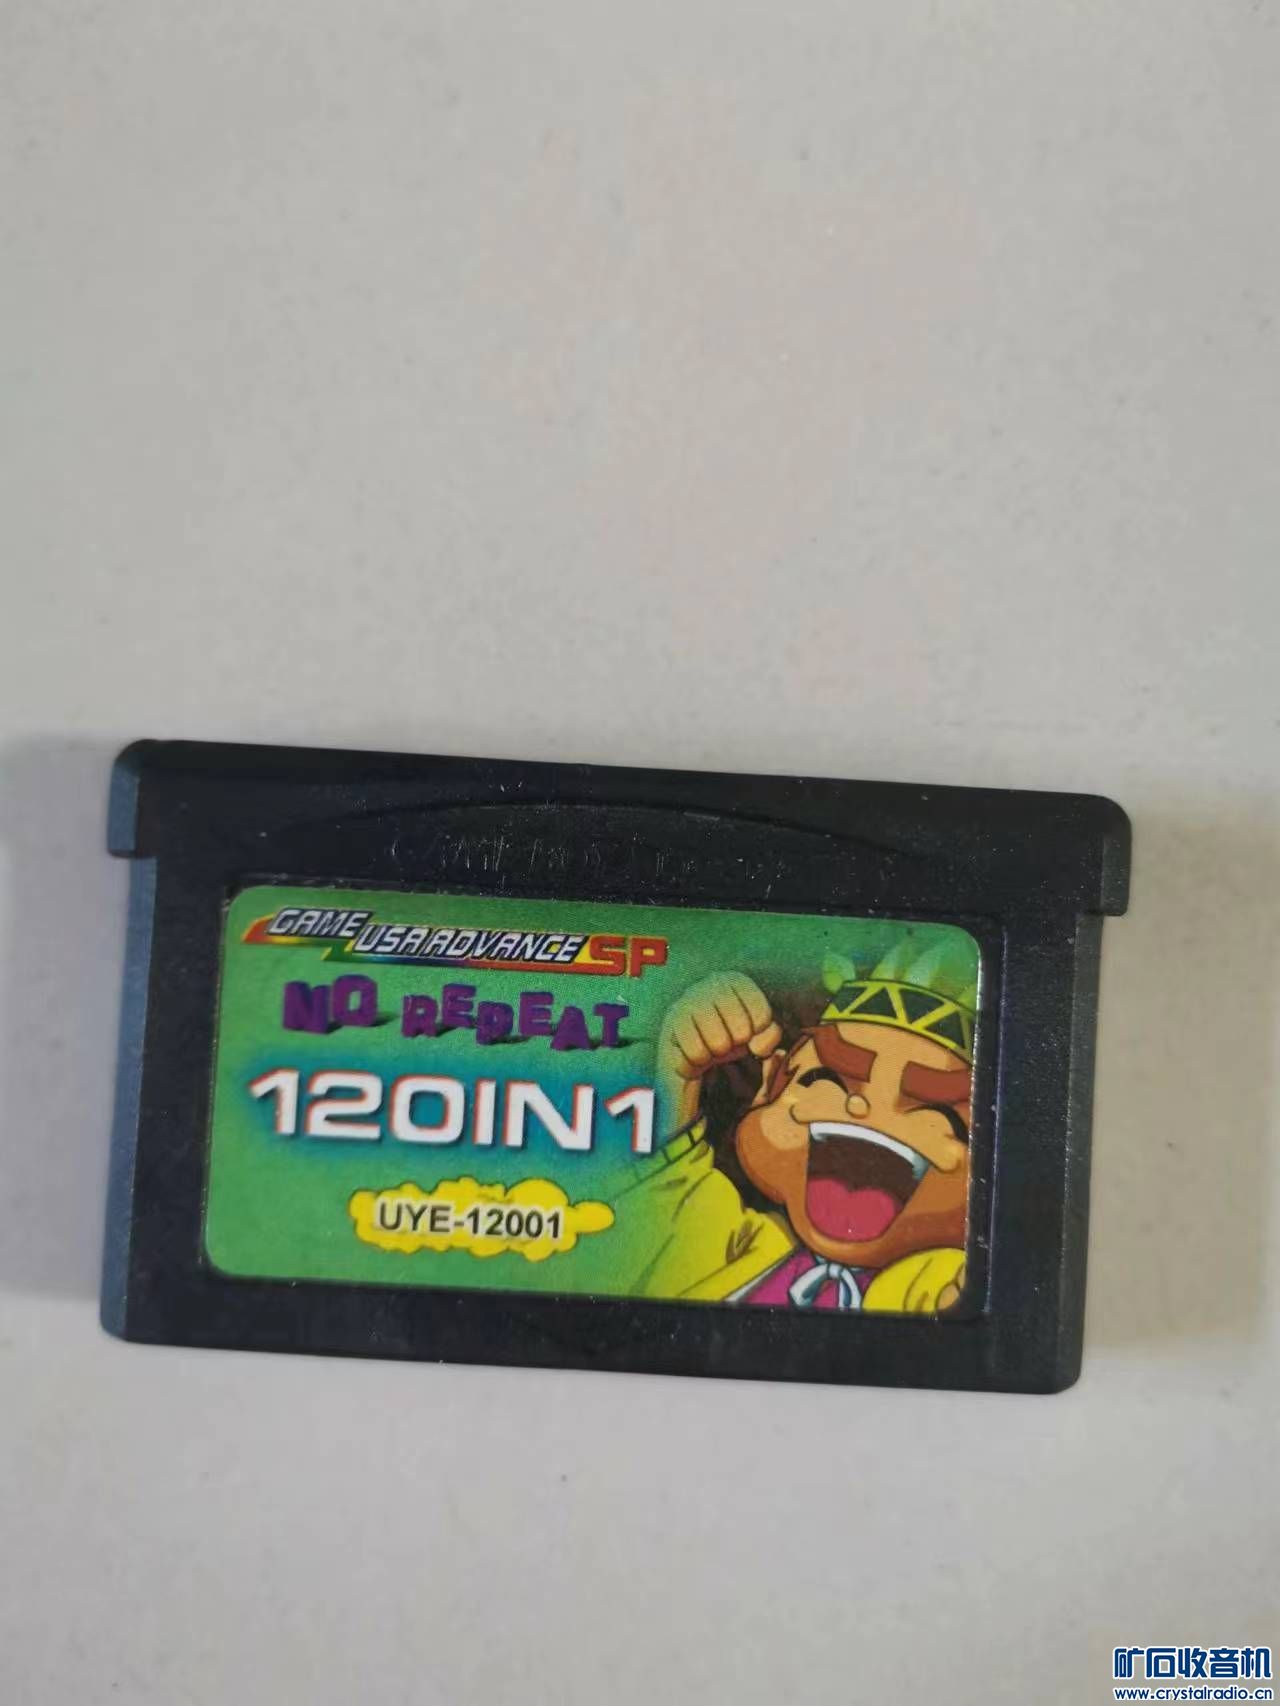 GAME USA ADVANCE SP
NO REPEAT
120IN1
UYE-12001
矿石收音机
www.crystalradio.cn